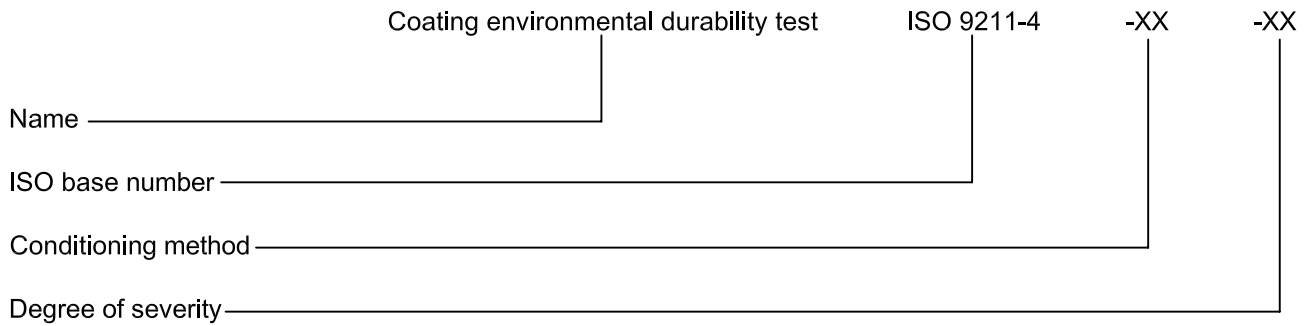 Coating environmental durability test ISO 9211-4 -XX -XX
Name
ISO base number
Conditioning method
Degree of severity